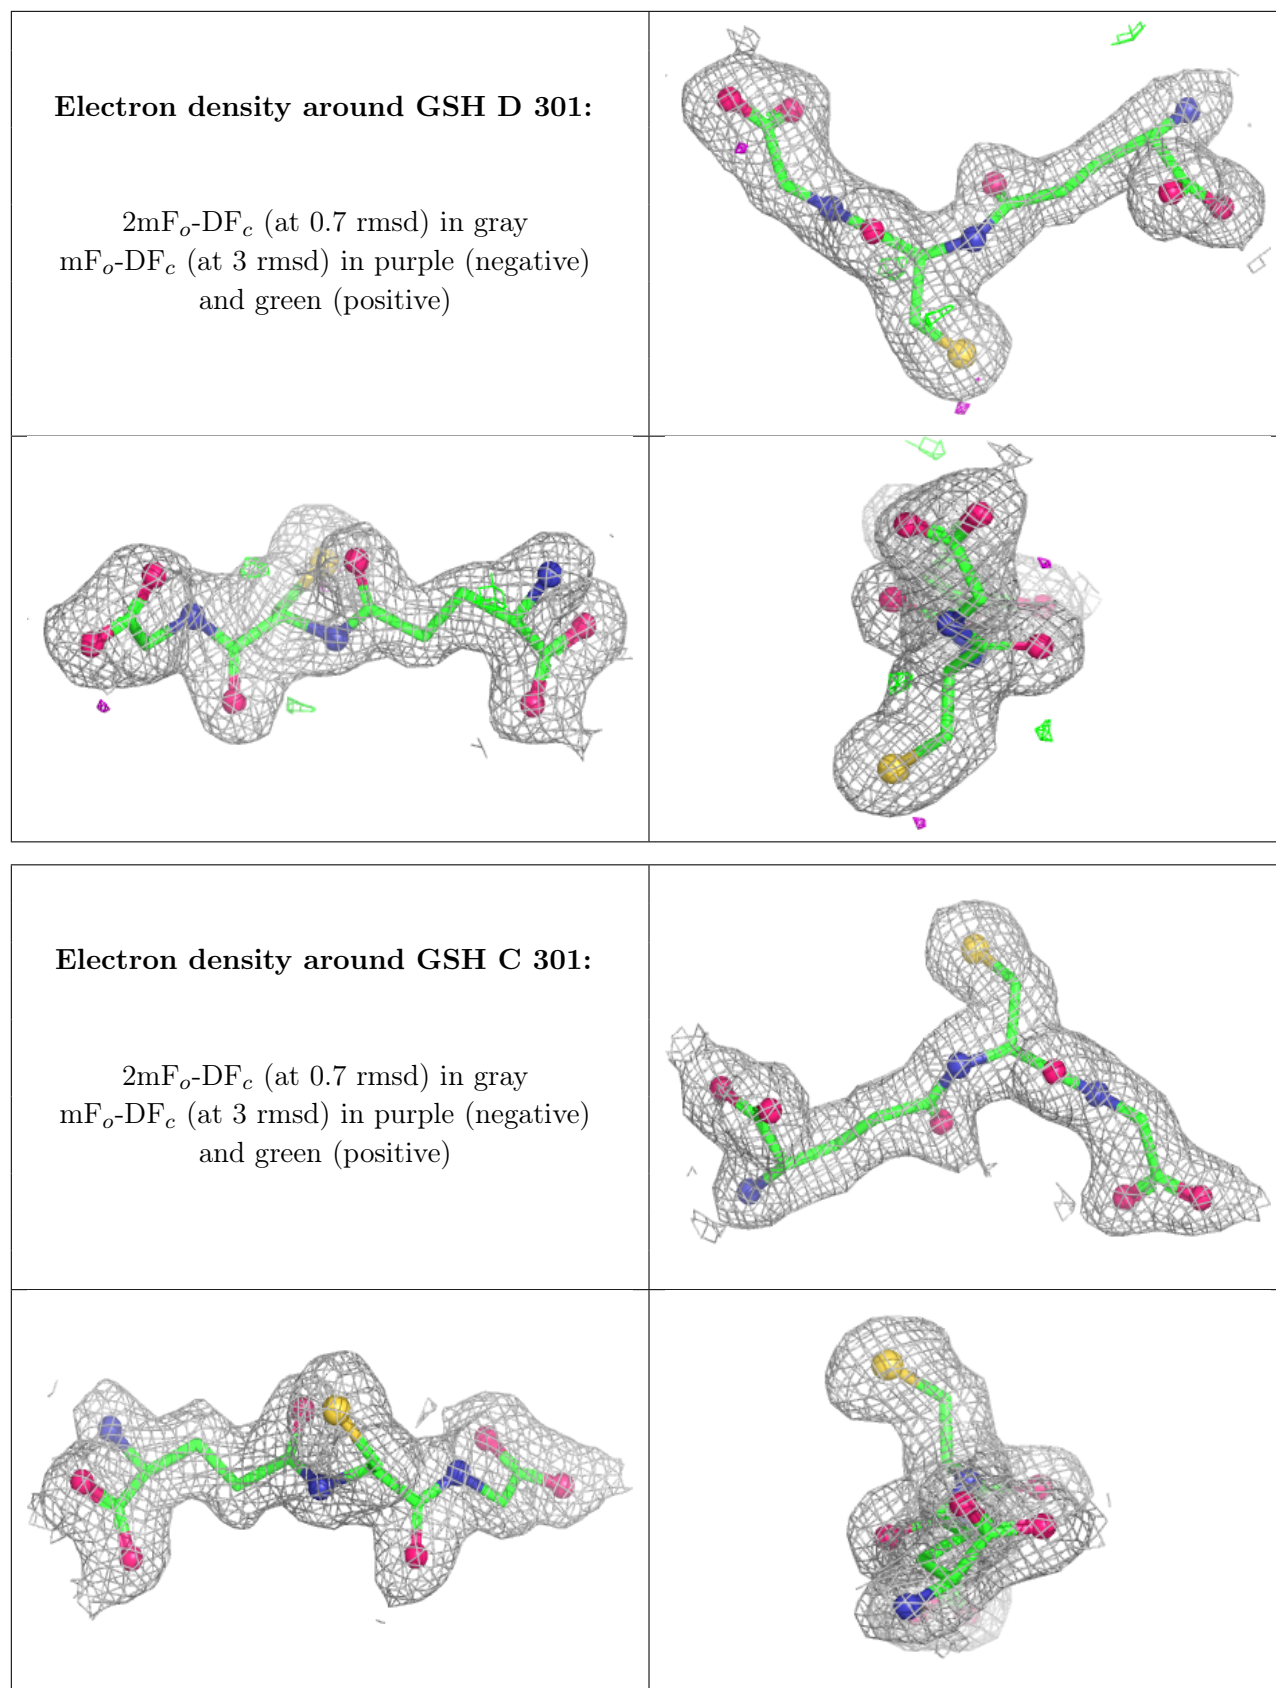 Electron density around GSH D 301:
2mFₒ-DF𝑐 (at 0.7 rmsd) in gray
mFₒ-DF𝑐 (at 3 rmsd) in purple (negative)
and green (positive)
Electron density around GSH C 301:
2mFₒ-DF𝑐 (at 0.7 rmsd) in gray
mFₒ-DF𝑐 (at 3 rmsd) in purple (negative)
and green (positive)